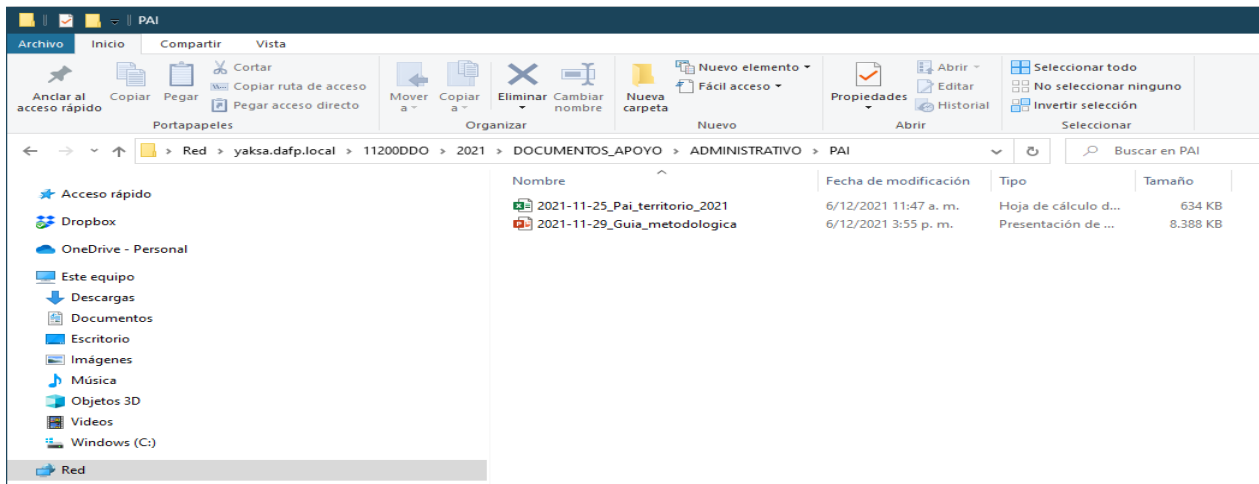 PAI
Archivo Inicio Compartir Vista
Anclar al acceso rápido
Copiar
Pegar
Cortar
Copiar ruta de acceso
Pegar acceso directo
Portapapeles
Mover a
Copiar a
Eliminar
Cambiar nombre
Organizar
Nueva carpeta
Nuevo elemento
Fácil acceso
Nuevo
Propiedades
Abrir
Editar
Historial
Abrir
Seleccionar todo
No seleccionar ninguno
Invertir selección
Seleccionar
> Red > yaksa.dafp.local > 11200DDO > 2021 > DOCUMENTOS_APOYO > ADMINISTRATIVO > PAI
Buscar en PAI
Acceso rápido
Dropbox
OneDrive - Personal
Este equipo
Descargas
Documentos
Escritorio
Imágenes
Música
Objetos 3D
Videos
Windows (C:)
Red
Nombre Fecha de modificación Tipo Tamaño
2021-11-25_Pai_territorio_2021 6/12/2021 11:47 a. m. Hoja de cálculo d... 634 KB
2021-11-29_Guia_metodologica 6/12/2021 3:55 p. m. Presentación de ... 8.388 KB